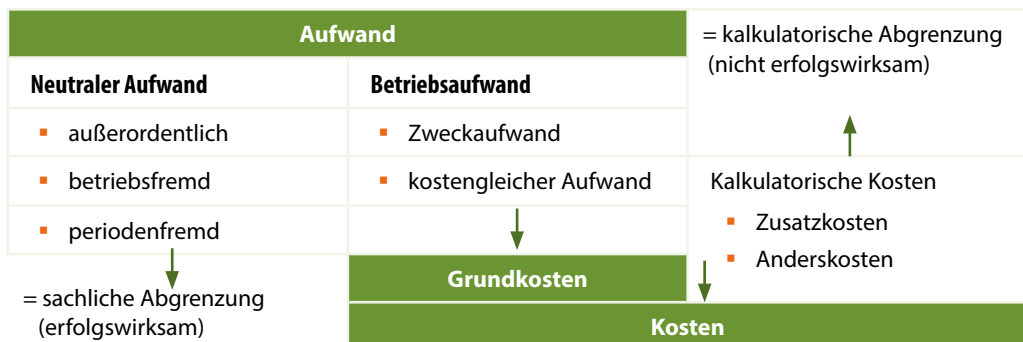 Aufwand
= kalkulatorische Abgrenzung
(nicht erfolgswirksam)
Neutraler Aufwand
Betriebsaufwand
außerordentlich
Zweckaufwand
betriebsfremd
kostengleicher Aufwand
Kalkulatorische Kosten
periodenfremd
Zusatzkosten
Anderskosten
Grundkosten
= sachliche Abgrenzung
(erfolgswirksam)
Kosten